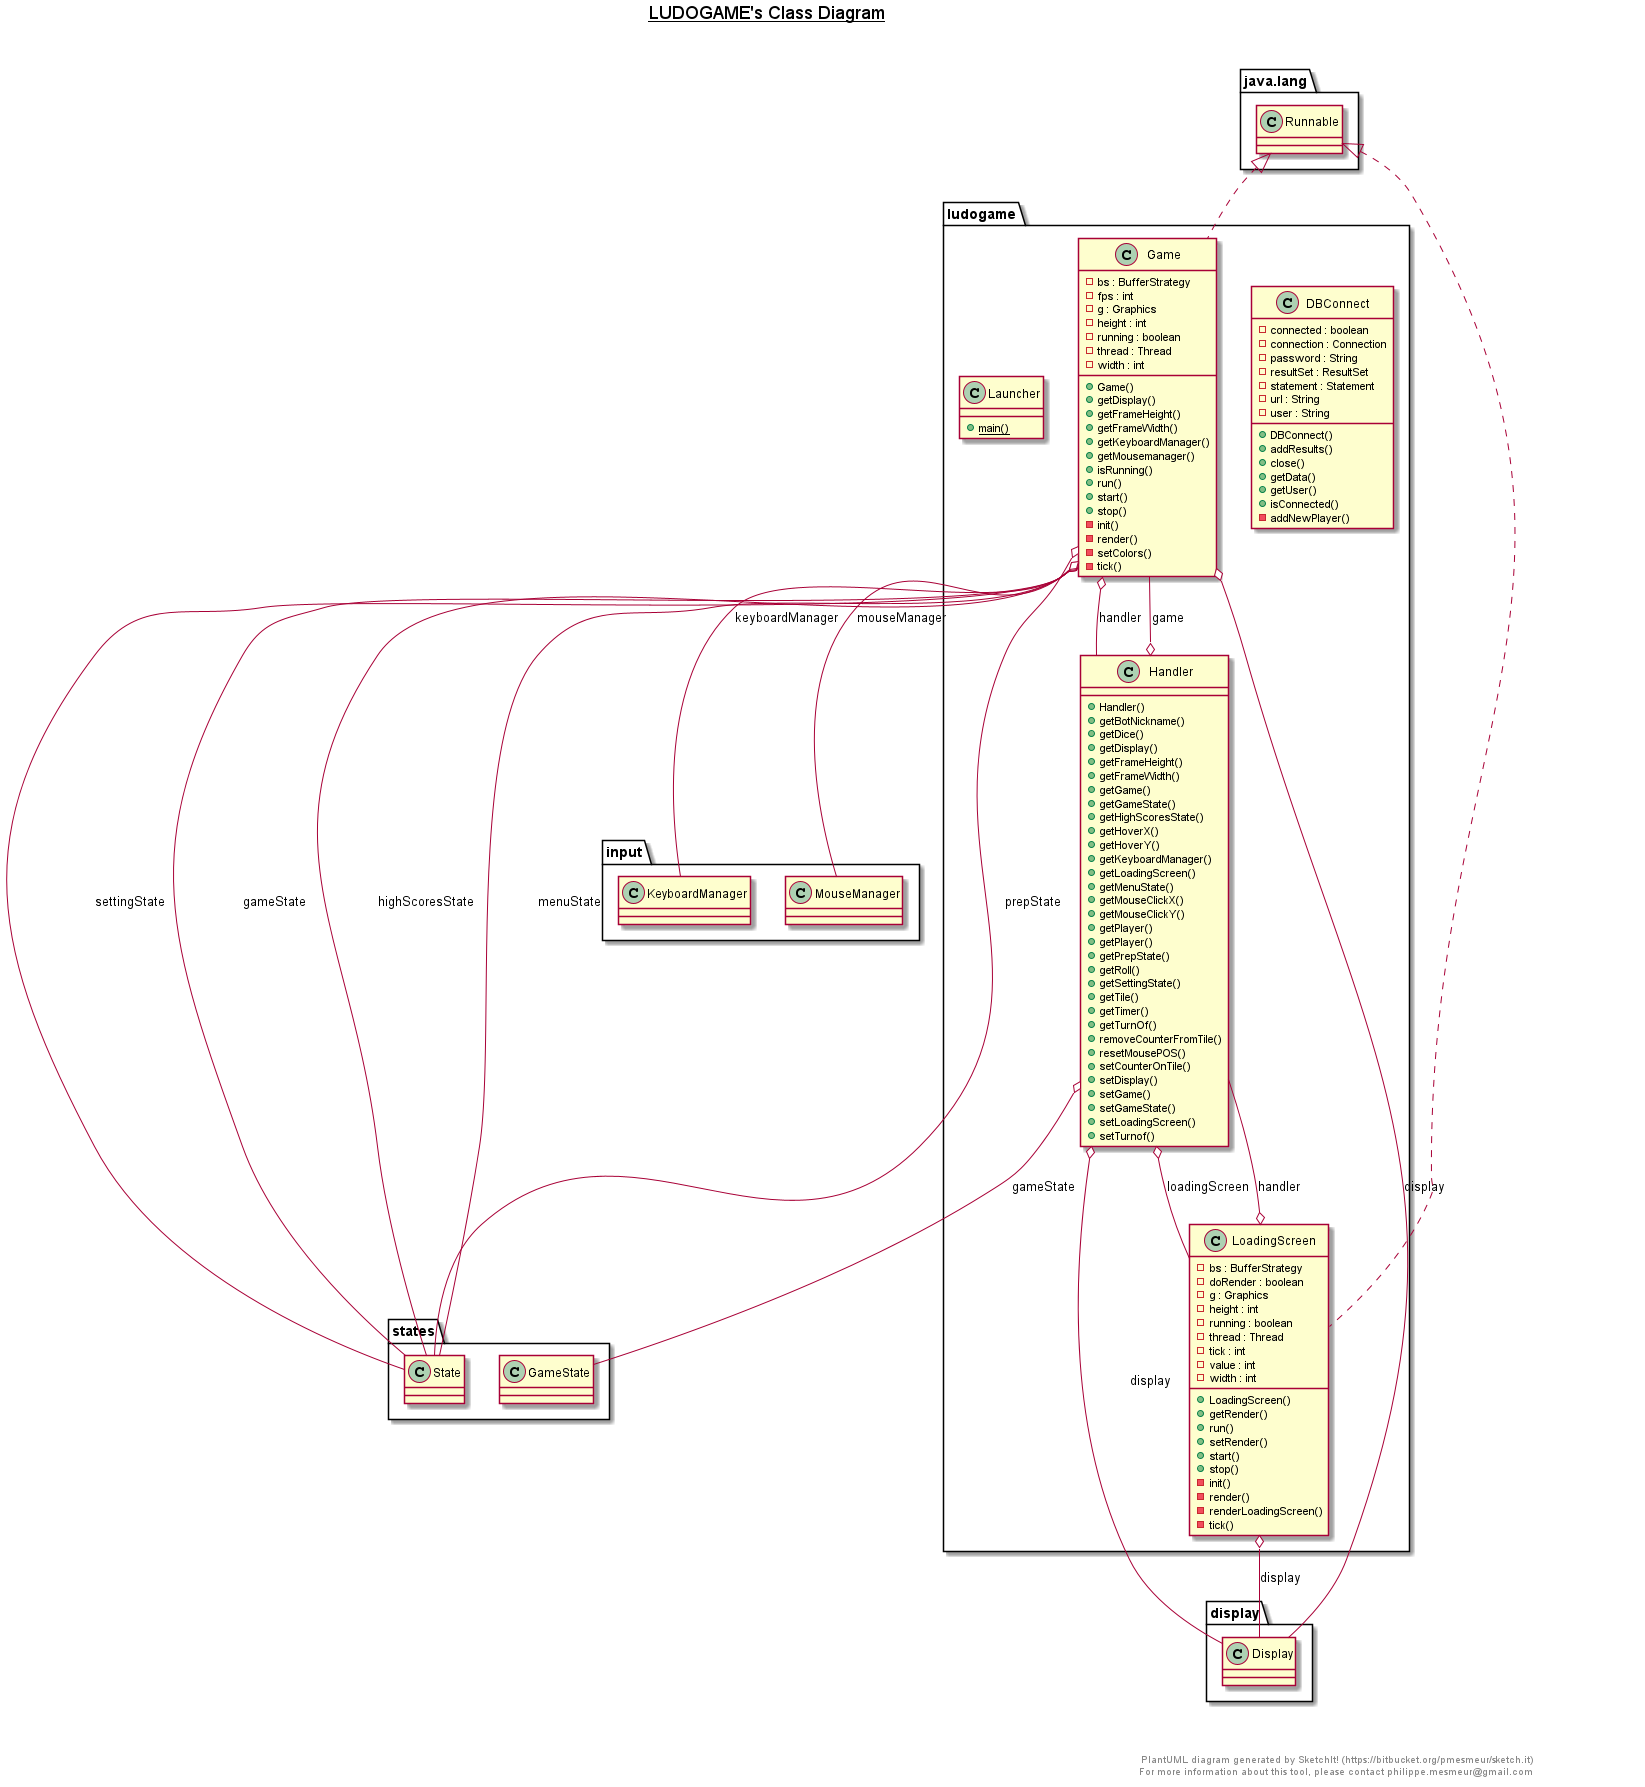 LUDOGAME's Class Diagram
java.lang
C Runnable
ludogame
C Game
bs : BufferStrategy
fps : int
g : Graphics
height : int
running : boolean
thread : Thread
width : int
Game()
getDisplay()
getFrameHeight()
getFrameWidth()
getKeyboardManager()
getMousemanager()
isRunning()
run()
start()
stop()
init()
render()
setColors()
tick()
C DBConnect
connected : boolean
connection : Connection
password : String
resultSet : ResultSet
statement : Statement
url : String
user : String
DBConnect()
addResults()
close()
getData()
getUser()
isConnected()
addNewPlayer()
C Launcher
main()
keyboardManager
mouseManager
handler
game
C Handler
Handler()
getBotNickname()
getDice()
getDisplay()
getFrameHeight()
getFrameWidth()
getGame()
getGameState()
getHighScoresState()
getHoverX()
getHoverY()
getKeyboardManager()
getLoadingScreen()
getMenuState()
getMouseClickX()
getMouseClickY()
getPlayer()
getPlayer()
getPrepState()
getRoll()
getSettingState()
getTile()
getTimer()
getTurnOf()
removeCounterFromTile()
resetMousePOS()
setCounterOnTile()
setDisplay()
setGame()
setGameState()
setLoadingScreen()
setTurnof()
input
C KeyboardManager
C MouseManager
settingState
gameState
highScoresState
menuState
prepState
gameState
loadingScreen
handler
display
C LoadingScreen
bs : BufferStrategy
doRender : boolean
g : Graphics
height : int
running : boolean
thread : Thread
tick : int
value : int
width : int
LoadingScreen()
getRender()
run()
setRender()
start()
stop()
init()
render()
renderLoadingScreen()
tick()
states
C State
C GameState
display
display
display
C Display
PlantUML diagram generated by SketchIt! (https://bitbucket.org/pmesmeur/sketch.it)
For more information about this tool, please contact philippe.mesmeur@gmail.com